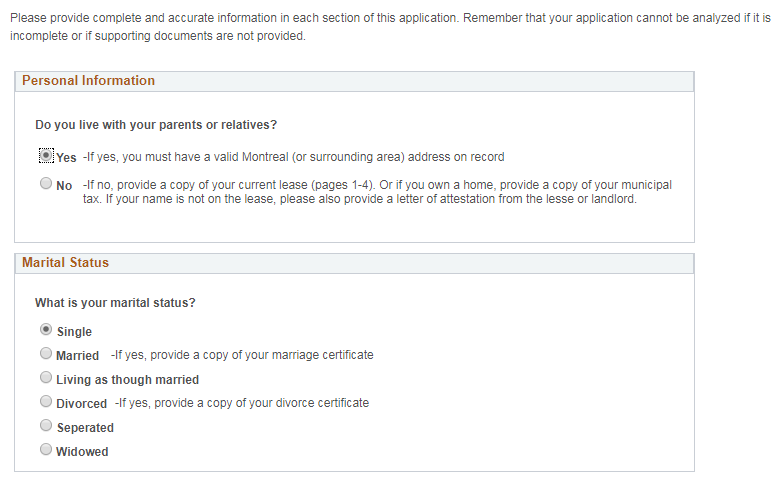 Please provide complete and accurate information in each section of this application. Remember that your application cannot be analyzed if it is
incomplete or if supporting documents are not provided.
Personal Information
Do you live with your parents or relatives?
Yes -If yes, you must have a valid Montreal (or surrounding area) address on record
No -If no, provide a copy of your current lease (pages 1-4). Or if you own a home, provide a copy of your municipal
tax. If your name is not on the lease, please also provide a letter of attestation from the lesse or landlord.
Marital Status
What is your marital status?
Single
Married -If yes, provide a copy of your marriage certificate
Living as though married
Divorced -If yes, provide a copy of your divorce certificate
Seperated
Widowed